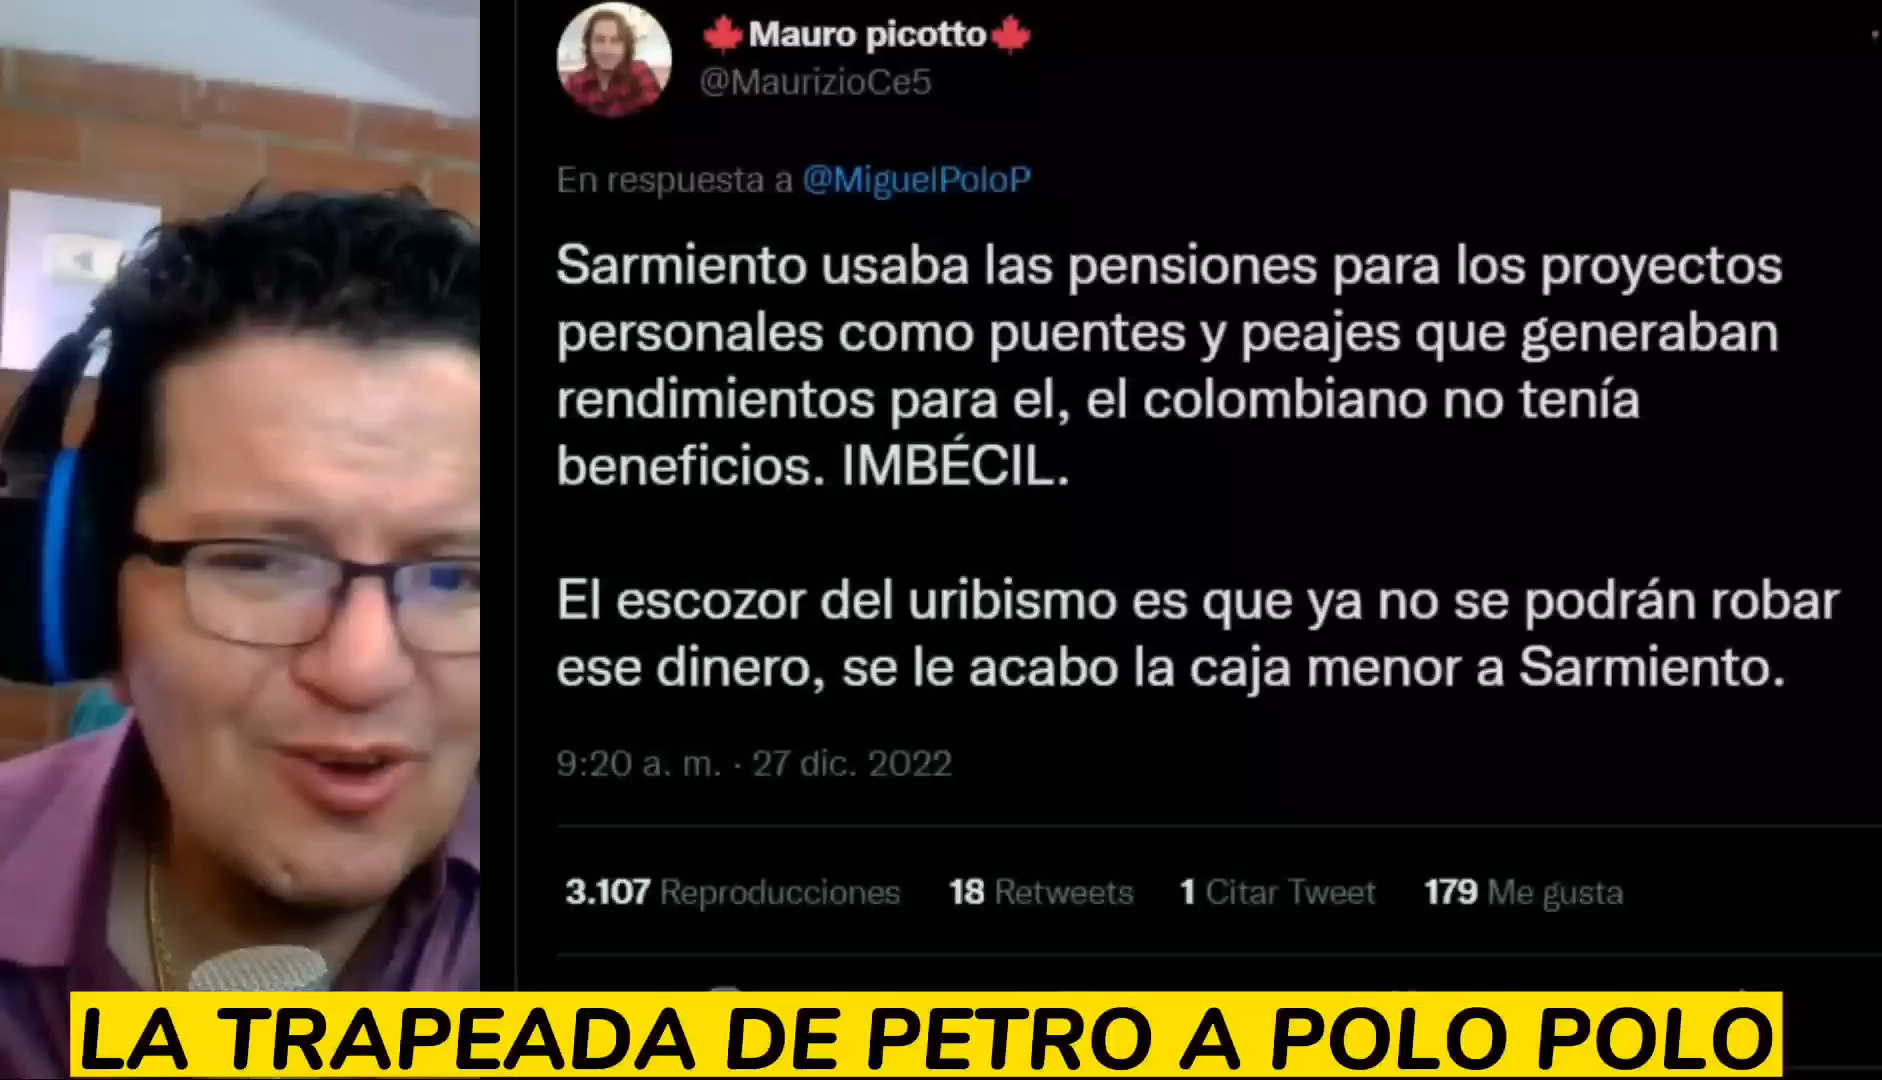 Mauro picotto
@MaurizioCe5
En respuesta a @MiguelPoloP
Sarmiento usaba las pensiones para los proyectos
personales como puentes y peajes que generaban
rendimientos para el, el colombiano no tenía
beneficios. IMBÉCIL.
El escozor del uribismo es que ya no se podrán robar
ese dinero, se le acabo la caja menor a Sarmiento.
9:20 a. m. · 27 dic. 2022
3.107 Reproducciones 18 Retweets 1 Citar Tweet 179 Me gusta
LA TRAPEADA DE PETRO A POLO POLO